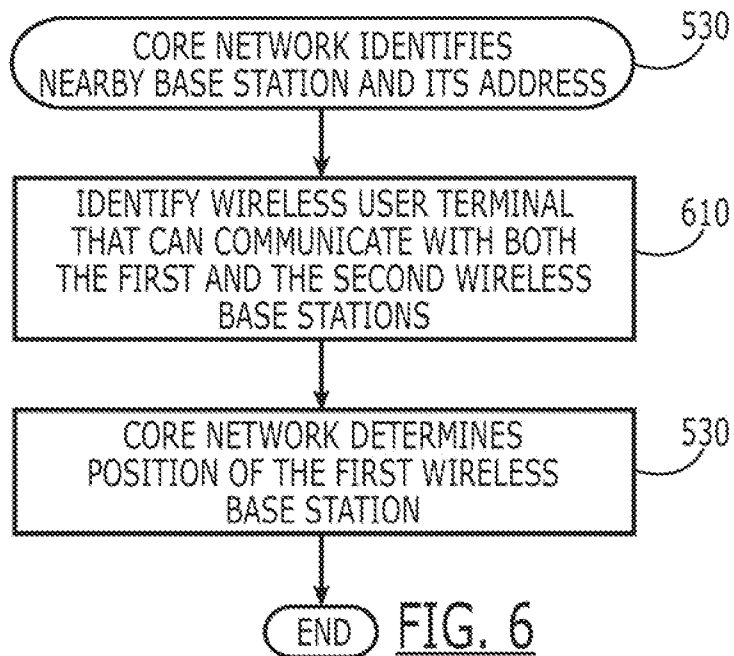 CORE NETWORK IDENTIFIES
NEARBY BASE STATION AND ITS ADDRESS
530
IDENTIFY WIRELESS USER TERMINAL
THAT CAN COMMUNICATE WITH BOTH
THE FIRST AND THE SECOND WIRELESS
BASE STATIONS
610
CORE NETWORK DETERMINES
POSITION OF THE FIRST WIRELESS
BASE STATION
530
END
FIG. 6